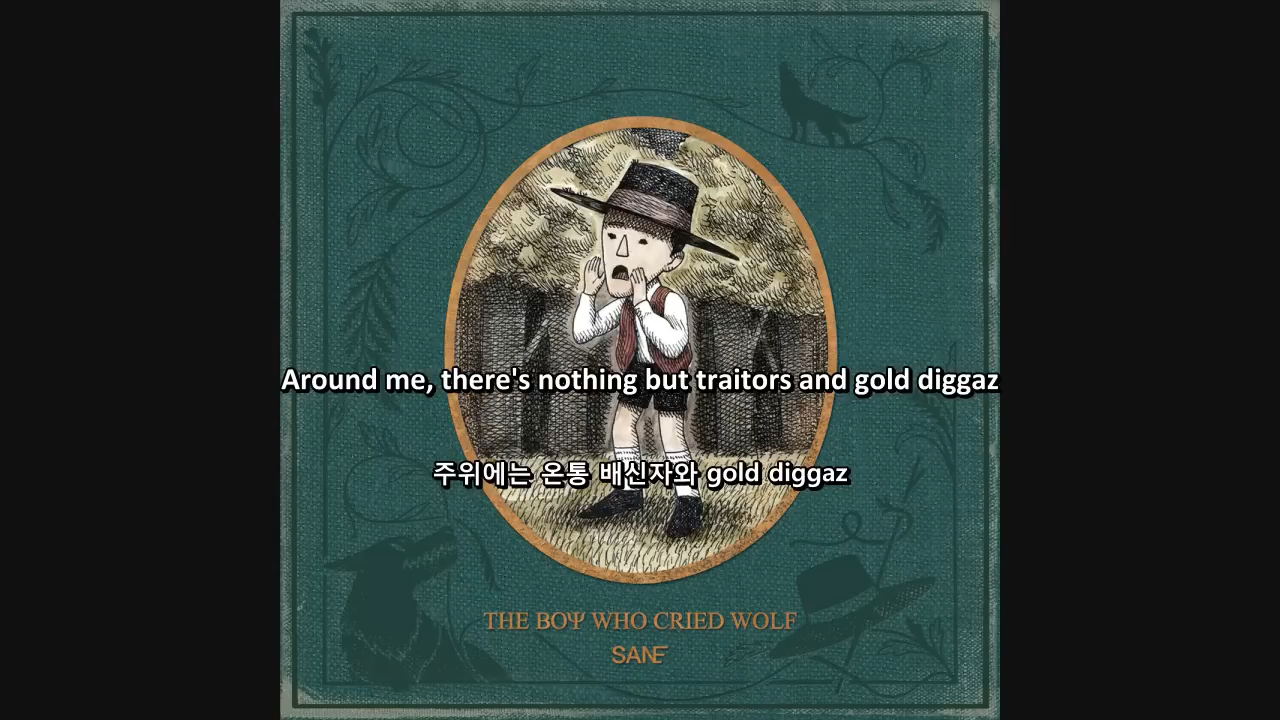 Around me, there's nothing but traitors and gold diggaz
주위에는 온통 배신자와 gold diggaz
THE BOΨ WHO CRIED WOLF
SANE